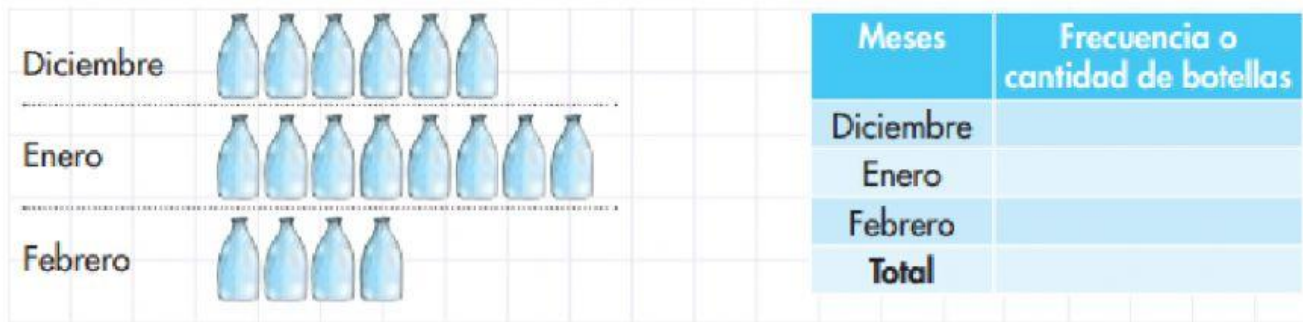 Diciembre
Enero
Febrero
Meses
Frecuencia o
cantidad de botellas
Diciembre
Enero
Febrero
Total